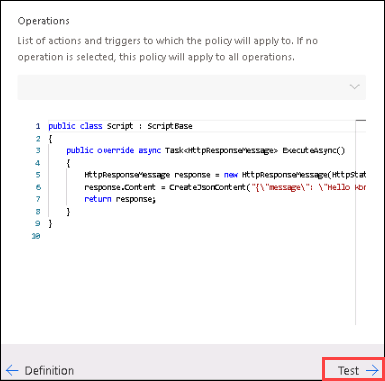 Operations
List of actions and triggers to which the policy will apply to. If no
operation is selected, this policy will apply to all operations.
1 public class Script : ScriptBase
2 {
3 public override async Task<HttpResponseMessage> ExecuteAsync()
4 {
5 HttpResponseMessage response = new HttpResponseMessage(HttpStat
6 response.Content = CreateJsonContent("{\"message\": \"Hello
7 return response;
8 }
9 }
10
Definition
Test